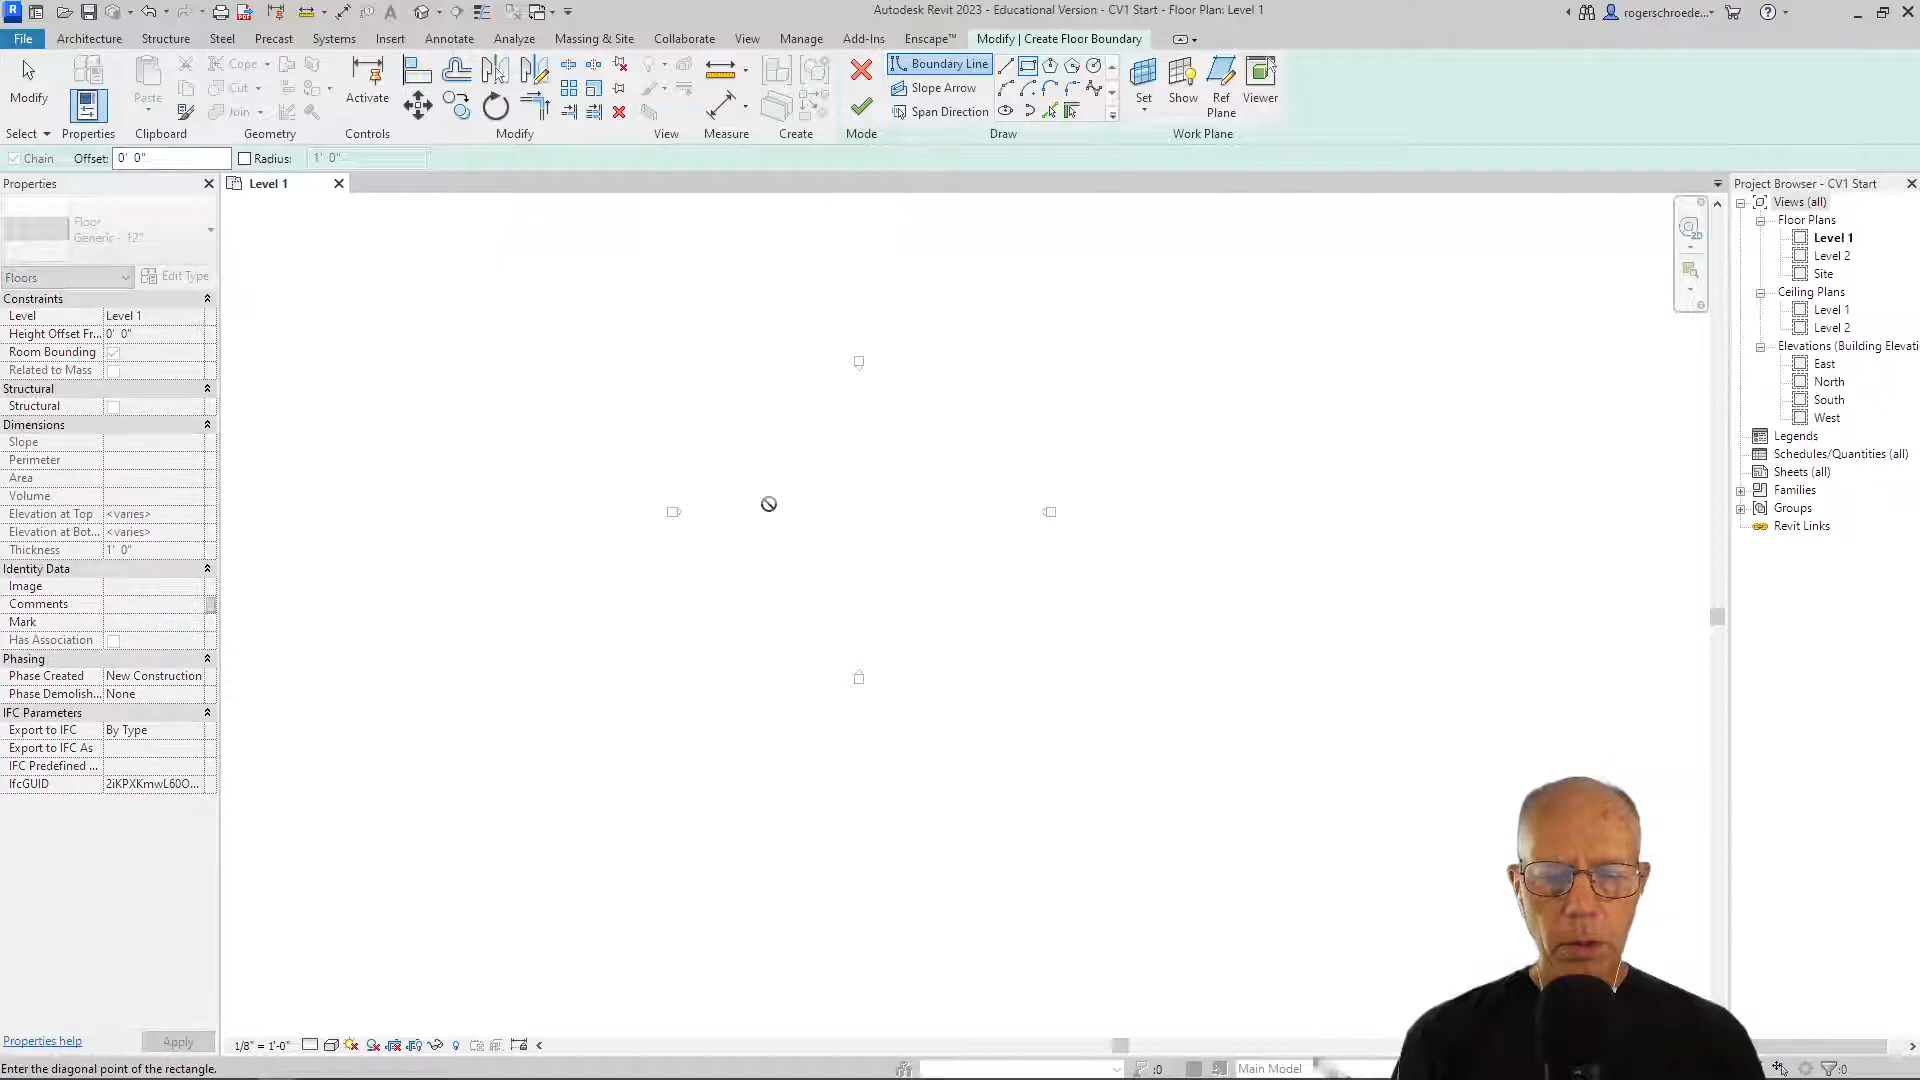 Autodesk Revit 2023 - Educational Version - CV1 Start - Floor Plan: Level 1
rogerschroede...
File Architecture Structure Steel Precast Systems Insert Annotate Analyze Massing & Site Collaborate View Manage Add-Ins Enscape™ Modify | Create Floor Boundary
Modify
Paste
Cope
Cut
Join
Activate
Boundary Line
Slope Arrow
Span Direction
Set Show Ref Plane Viewer
Select Properties Clipboard Geometry Controls Modify View Measure Create Mode Draw Work Plane
Chain Offset: 0' 0" Radius: 1' 0"
Properties
Level 1
Project Browser - CV1 Start
Floor
Generic - 12"
Floors Edit Type
Constraints
Level Level 1
Height Offset Fr... 0' 0"
Room Bounding
Related to Mass
Structural
Structural
Dimensions
Slope
Perimeter
Area
Volume
Elevation at Top <varies>
Elevation at Bot... <varies>
Thickness 1' 0"
Identity Data
Image
Comments
Mark
Has Association
Phasing
Phase Created New Construction
Phase Demolish... None
IFC Parameters
Export to IFC By Type
Export to IFC As
IFC Predefined ...
IfcGUID 2iKPXKmwL60O...
Properties help Apply
Views (all)
Floor Plans
Level 1
Level 2
Site
Ceiling Plans
Level 1
Level 2
Elevations (Building Elevati
East
North
South
West
Legends
Schedules/Quantities (all)
Sheets (all)
Families
Groups
Revit Links
2D
1/8" = 1'-0"
Enter the diagonal point of the rectangle.
:0
Main Model
:0